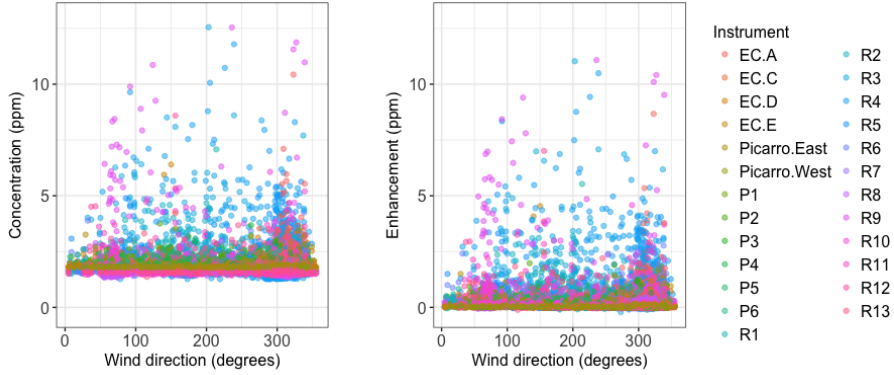 Concentration (ppm)
10
5
0
0
100
200
300
Wind direction (degrees)
Enhancement (ppm)
10
5
0
0
100
200
300
Wind direction (degrees)
Instrument
EC.A
EC.C
EC.D
EC.E
Picarro.East
Picarro.West
P1
P2
P3
P4
P5
P6
R1
R2
R3
R4
R5
R6
R7
R8
R9
R10
R11
R12
R13